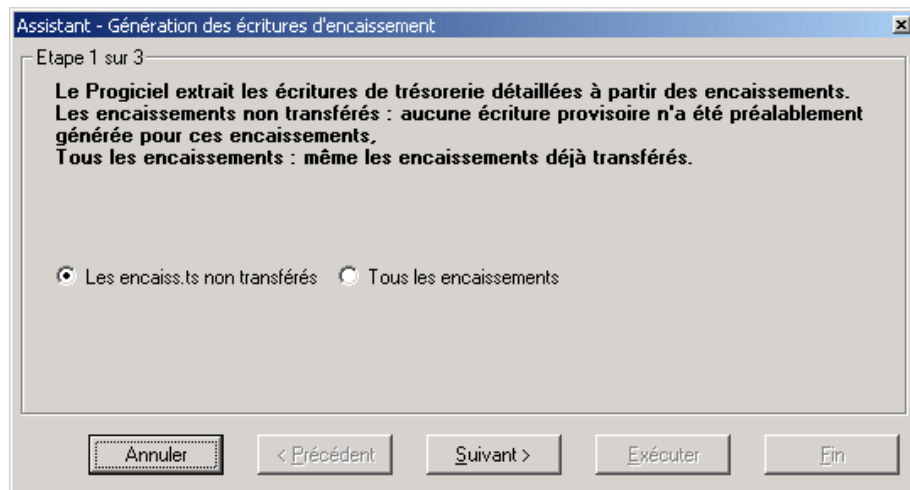 Assistant - Génération des écritures d'encaissement
Etape 1 sur 3
Le Progiciel extrait les écritures de trésorerie détaillées à partir des encaissements.
Les encaissements non transférés : aucune écriture provisoire n'a été préalablement
générée pour ces encaissements,
Tous les encaissements : même les encaissements déjà transférés.
Les encaiss.ts non transférés Tous les encaissements
Annuler < Précédent Suivant > Exécuter Fin